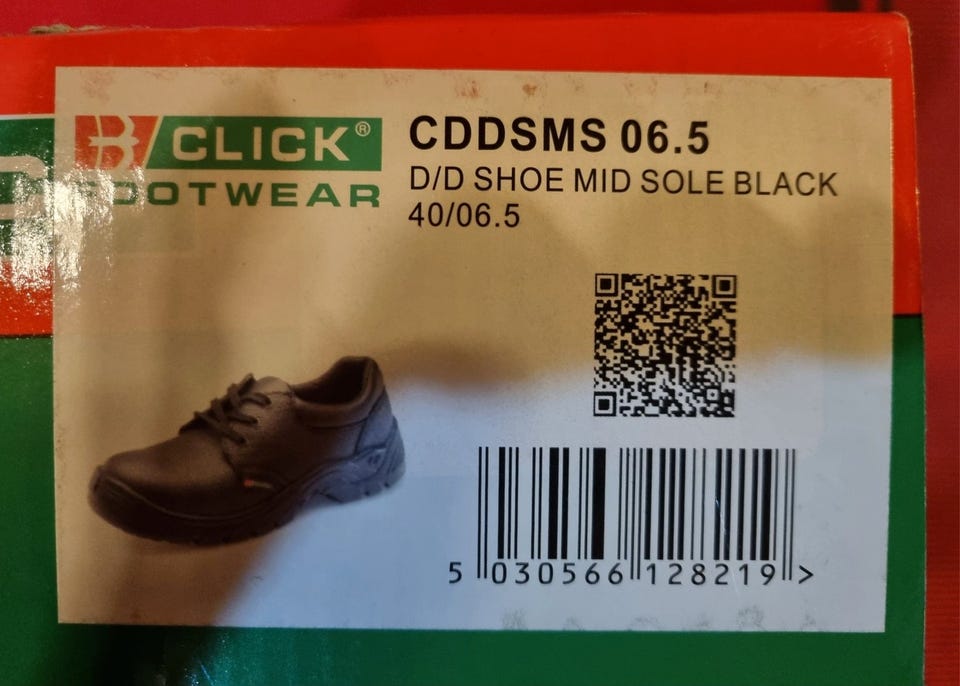 B CLICK®
FOOTWEAR
CDDSMS 06.5
D/D SHOE MID SOLE BLACK
40/06.5
5 030566 128219 >